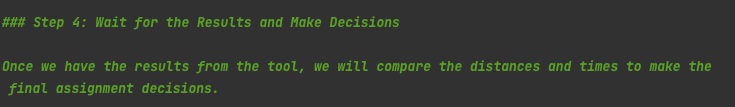 ### Step 4: Wait for the Results and Make Decisions
Once we have the results from the tool, we will compare the distances and times to make the
final assignment decisions.